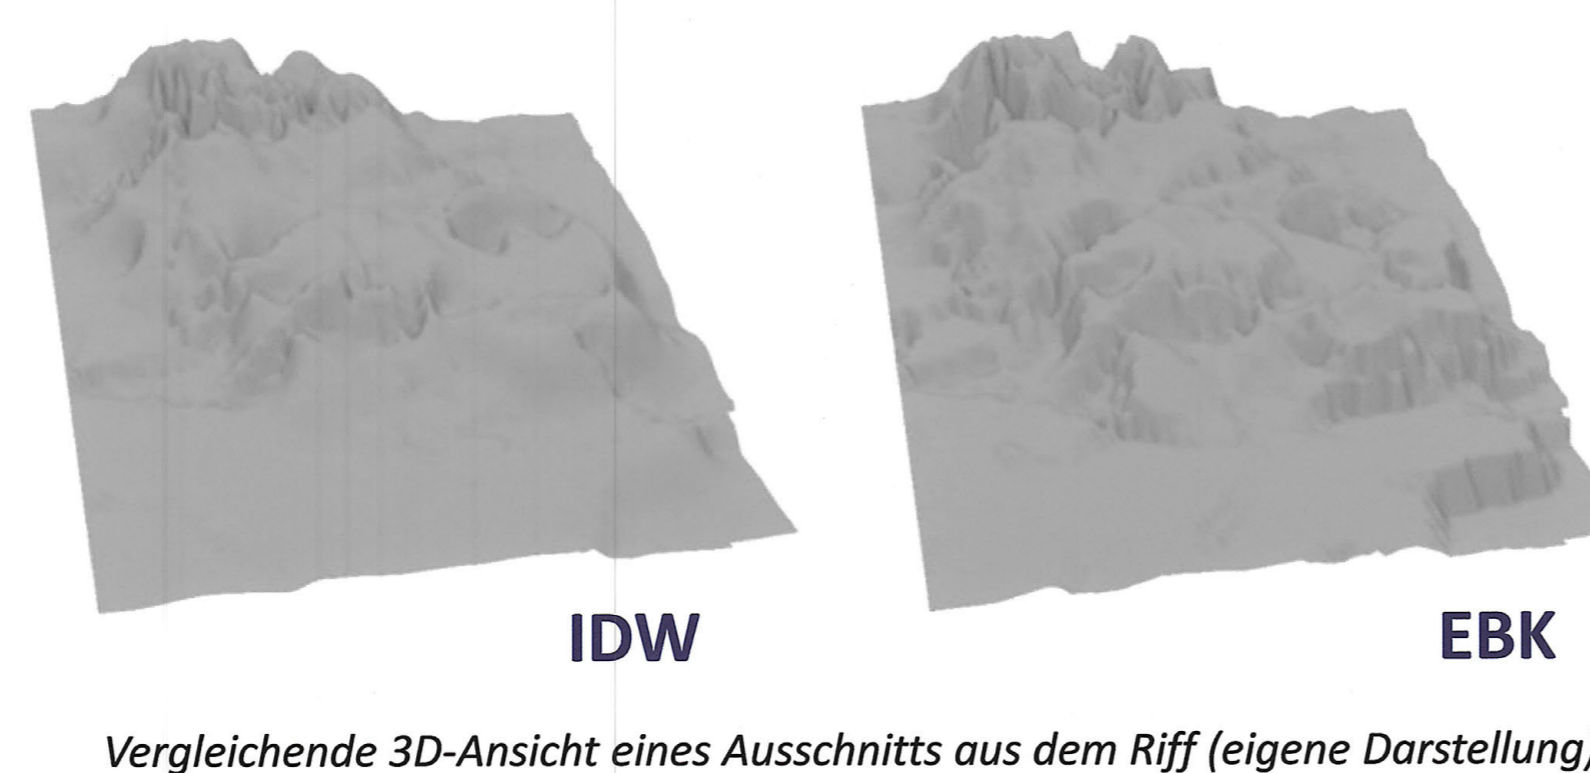 IDW
EBK
Vergleichende 3D-Ansicht eines Ausschnitts aus dem Riff (eigene Darstellung)